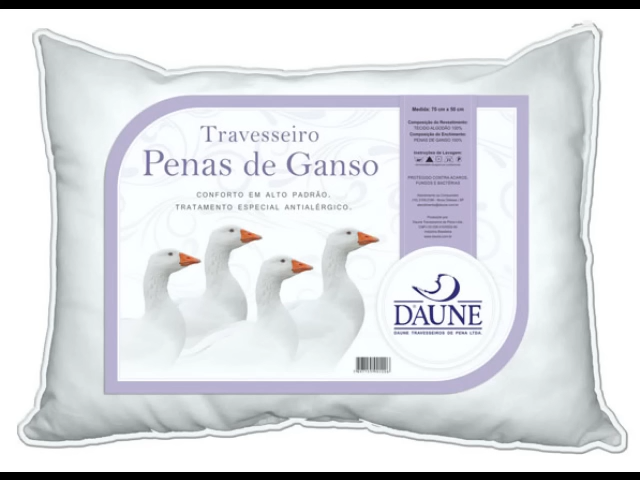 Travesseiro
Penas de Ganso
CONFORTO EM ALTO PADRÃO.
TRATAMENTO ESPECIAL ANTIALÉRGICO.
Medida: 70 cm x 50 cm
Composição do Revestimento:
TECIDO ALGODÃO 100%
Composição do Enchimento:
PENAS DE GANSO 100%
Instruções de Lavagem:
PROTEGIDO CONTRA ÁCAROS,
FUNGOS E BACTÉRIAS
DAUNE
DAUNE TRAVESSEIROS DE PENA LTDA.